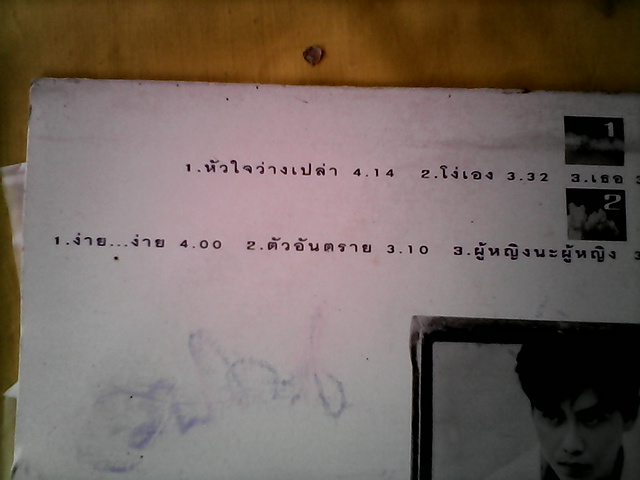 1
1.หัวใจว่างเปล่า 4.14 2.โง่เอง 3.32 3.เธอ 3
2
1.ง่าย...ง่าย 4.00 2.ตัวอันตราย 3.10 3.ผู้หญิงนะผู้หญิง 3